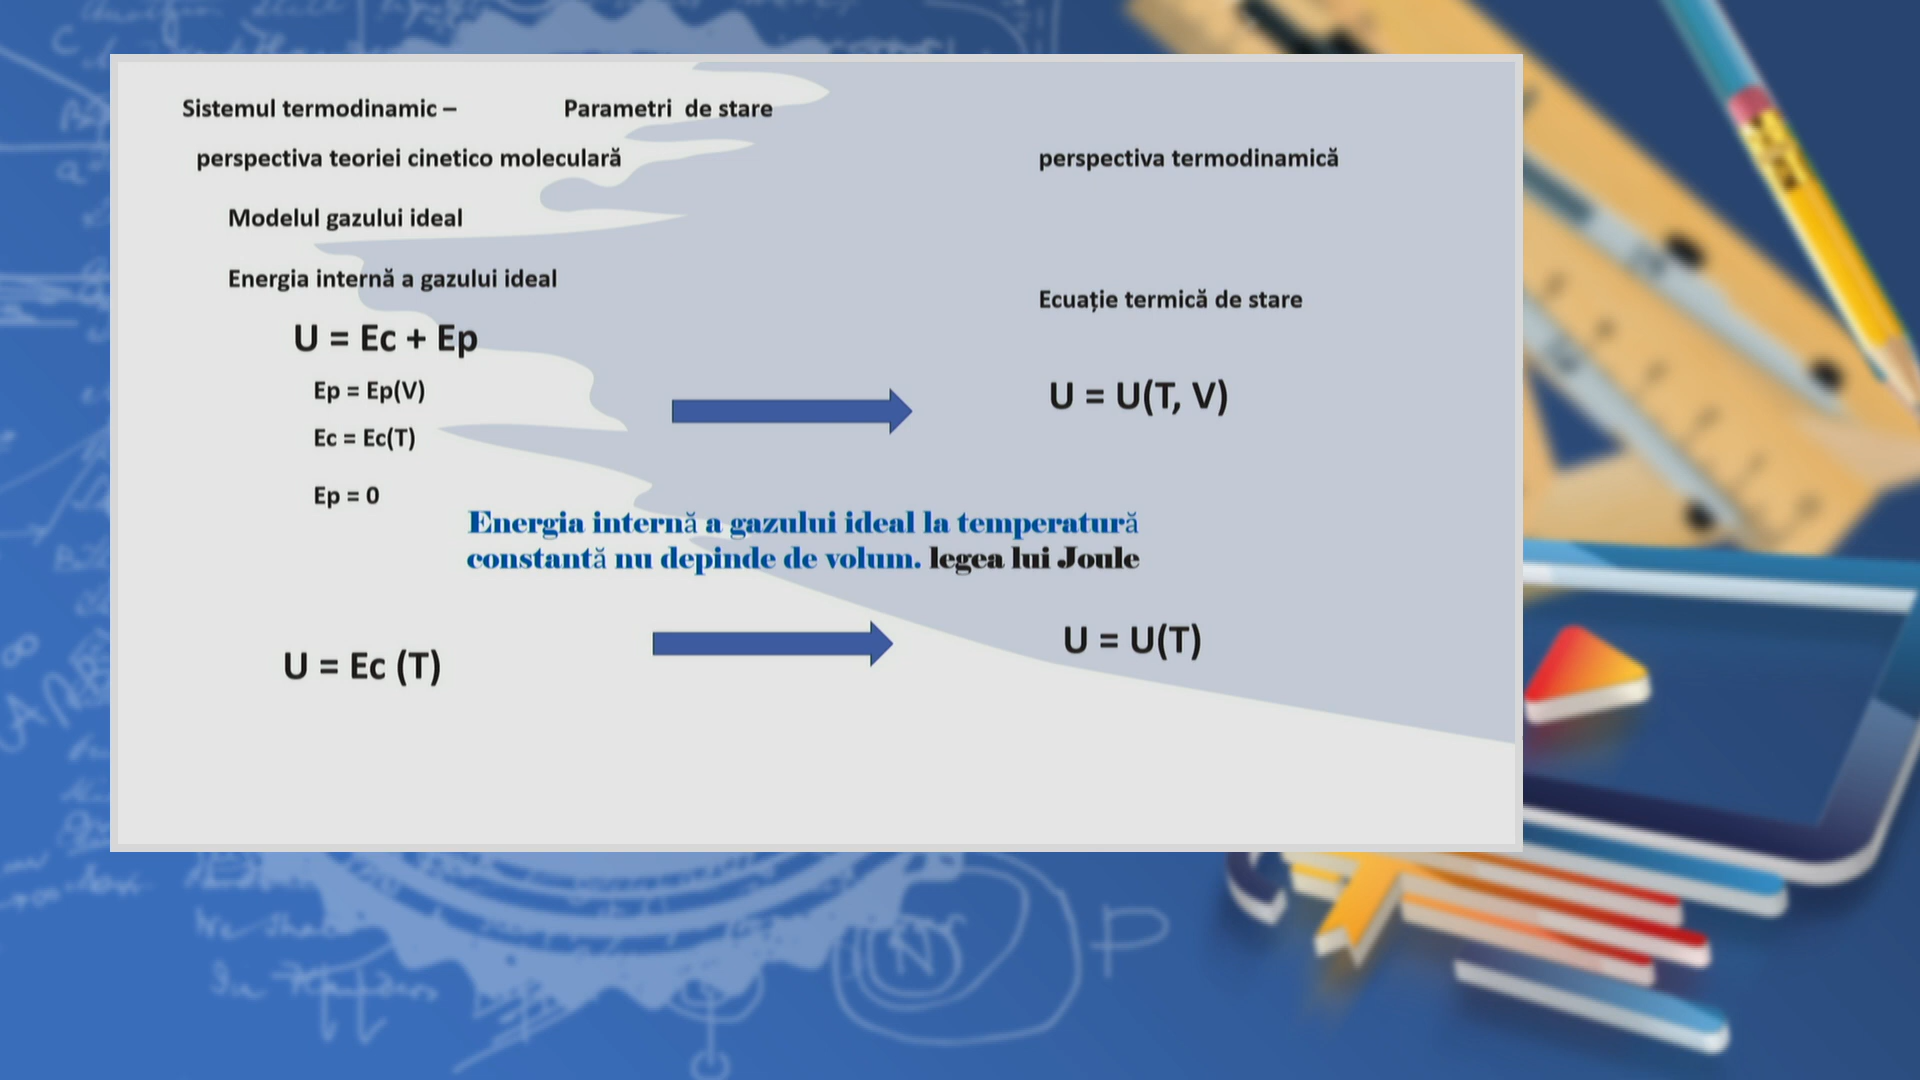 Sistemul termodinamic – Parametri de stare
perspectiva teoriei cinetico moleculară
perspectiva termodinamică
Modelul gazului ideal
Energia internă a gazului ideal
Ecuație termică de stare
U = Ec + Ep
Ep = Ep(V)
U = U(T, V)
Ec = Ec(T)
Ep = 0
Energia internă a gazului ideal la temperatură
constantă nu depinde de volum. legea lui Joule
U = Ec (T)
U = U(T)